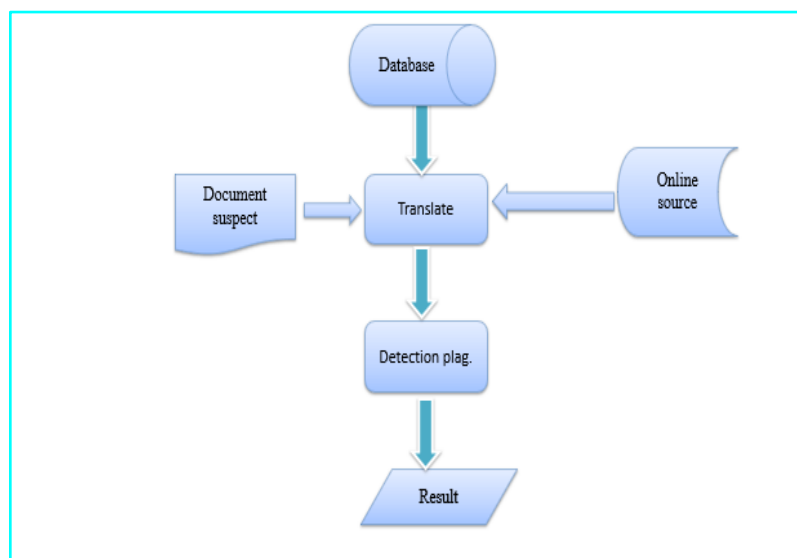 Database
Document
suspect
Translate
Online
source
Detection plag.
Result